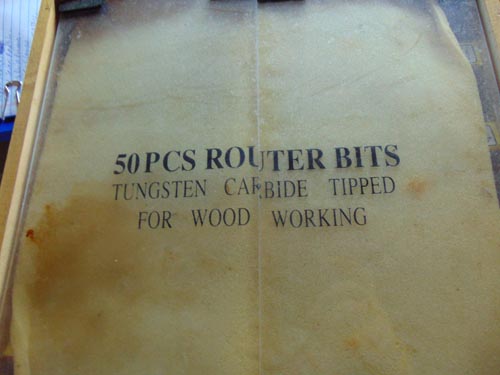 50 PCS ROUTER BITS
TUNGSTEN CARBIDE TIPPED
FOR WOOD WORKING